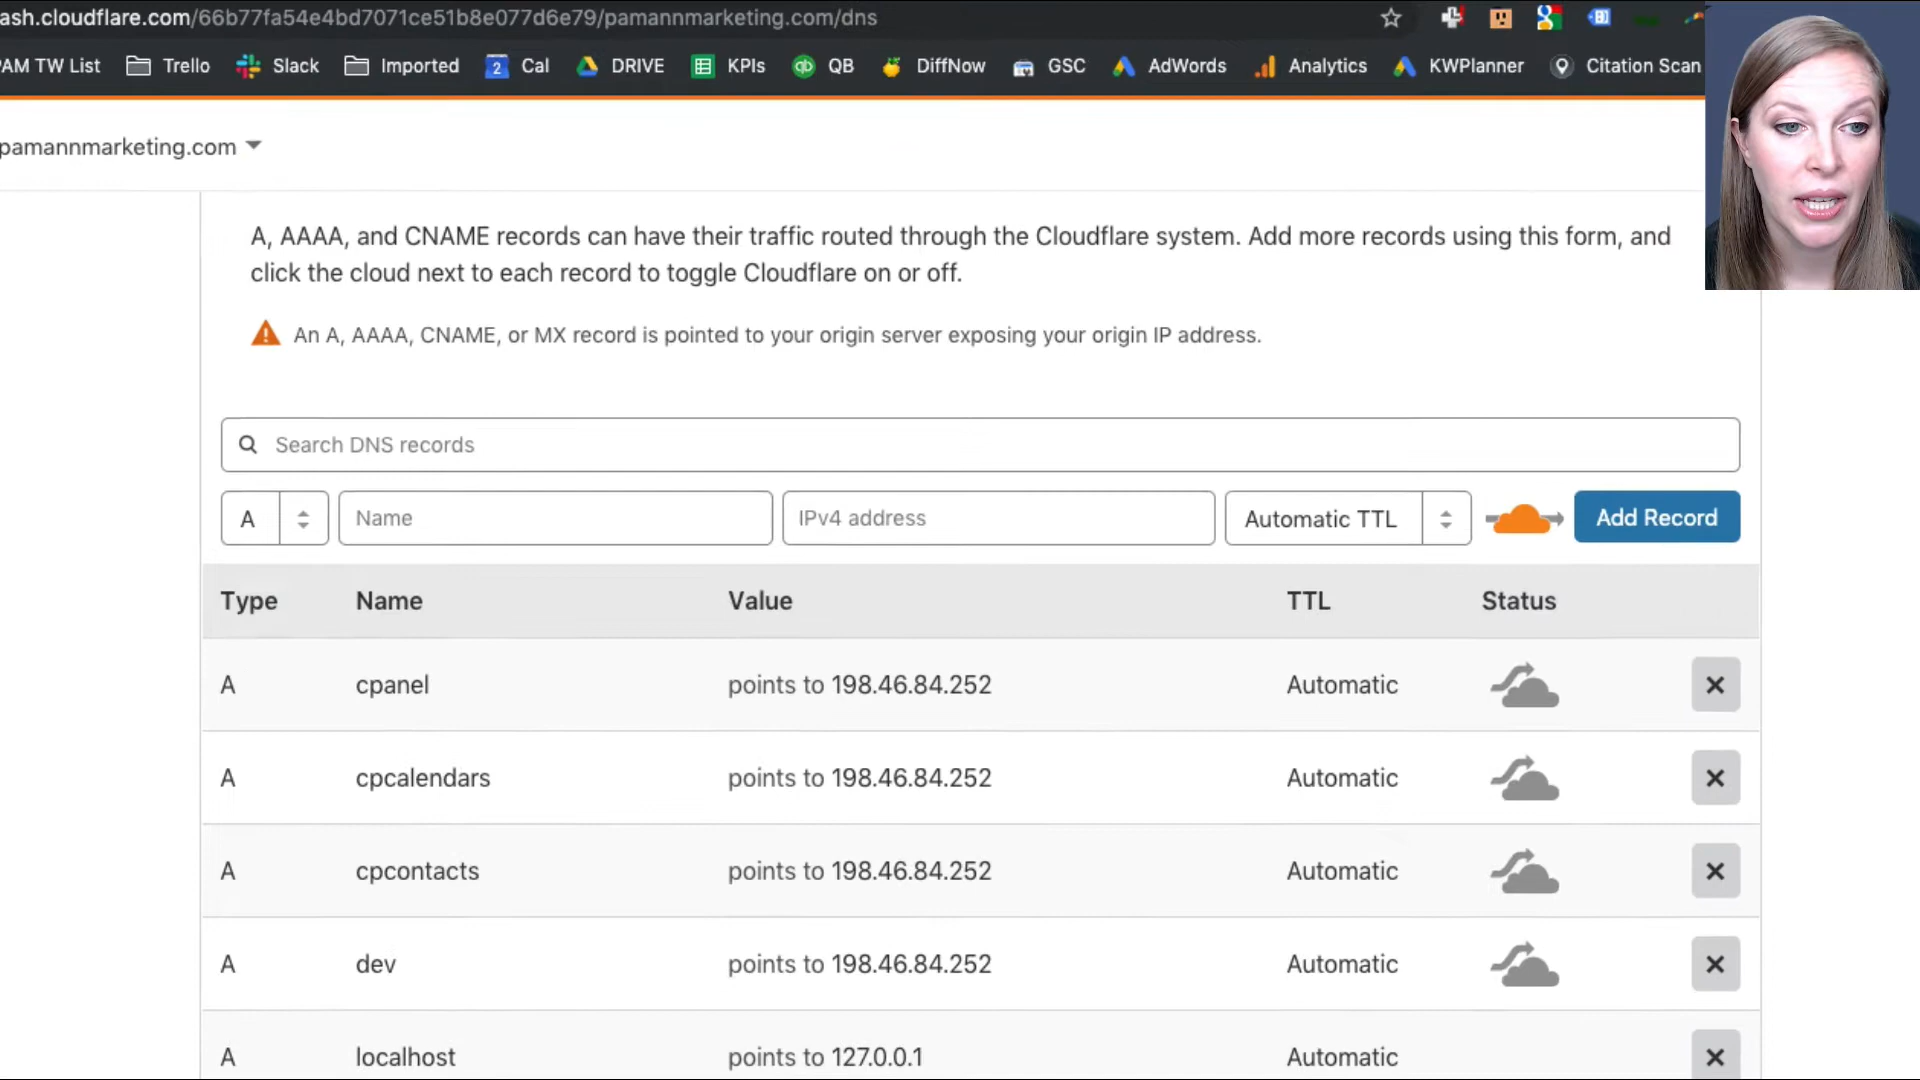 ash.cloudflare.com/66b77fa54e4bd7071ce51b8e077d6e79/pamannmarketing.com/dns
PAM TW List Trello Slack Imported 2 Cal DRIVE KPIs qb QB DiffNow GSC AdWords Analytics KWPlanner Citation Scan
pamannmarketing.com
A, AAAA, and CNAME records can have their traffic routed through the Cloudflare system. Add more records using this form, and
click the cloud next to each record to toggle Cloudflare on or off.
An A, AAAA, CNAME, or MX record is pointed to your origin server exposing your origin IP address.
Search DNS records
A Name IPv4 address Automatic TTL Add Record
Type Name Value TTL Status
A cpanel points to 198.46.84.252 Automatic
A cpcalendars points to 198.46.84.252 Automatic
A cpcontacts points to 198.46.84.252 Automatic
A dev points to 198.46.84.252 Automatic
A localhost points to 127.0.0.1 Automatic